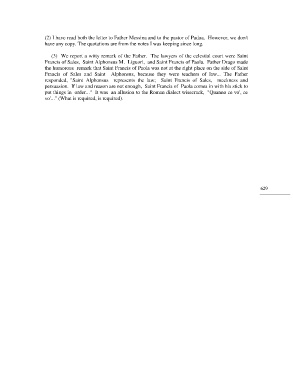 (2) I have read both the letter to Father Messina and to the pastor of Padua. However, we don't
have any copy. The quotations are from the notes I was keeping since long.
(3) We report a witty remark of the Father. The lawyers of the celestial court were Saint
Francis of Sales, Saint Alphonsus M. Liguori, and Saint Francis of Paola. Father Drago made
the humorous remark that Saint Francis of Paola was not at the right place on the side of Saint
Francis of Sales and Saint Alphonsus, because they were teachers of law... The Father
responded, "Saint Alphonsus represents the law; Saint Francis of Sales, meekness and
persuasion. If law and reason are not enough, Saint Francis of Paola comes in with his stick to
put things in order..." It was an allusion to the Roman dialect wisecrack, "Quanno ce vo', ce
vo'..." (What is required, is required).
629